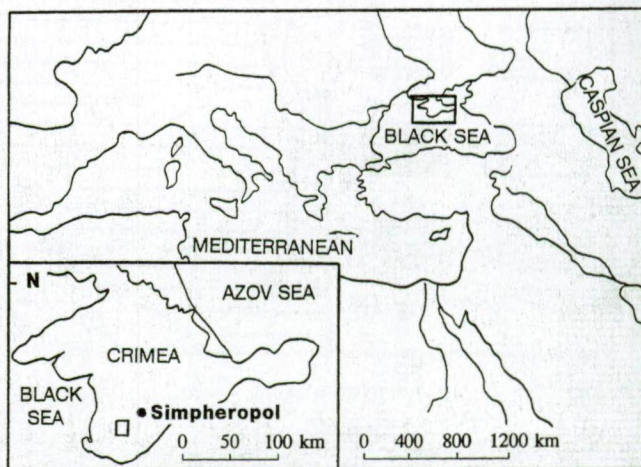 CASPIAN SEA
BLACK SEA
MEDITERRANEAN
N
AZOV SEA
CRIMEA
BLACK
SEA
Simpheropol
0 50 100 km
0 400 800 1200 km